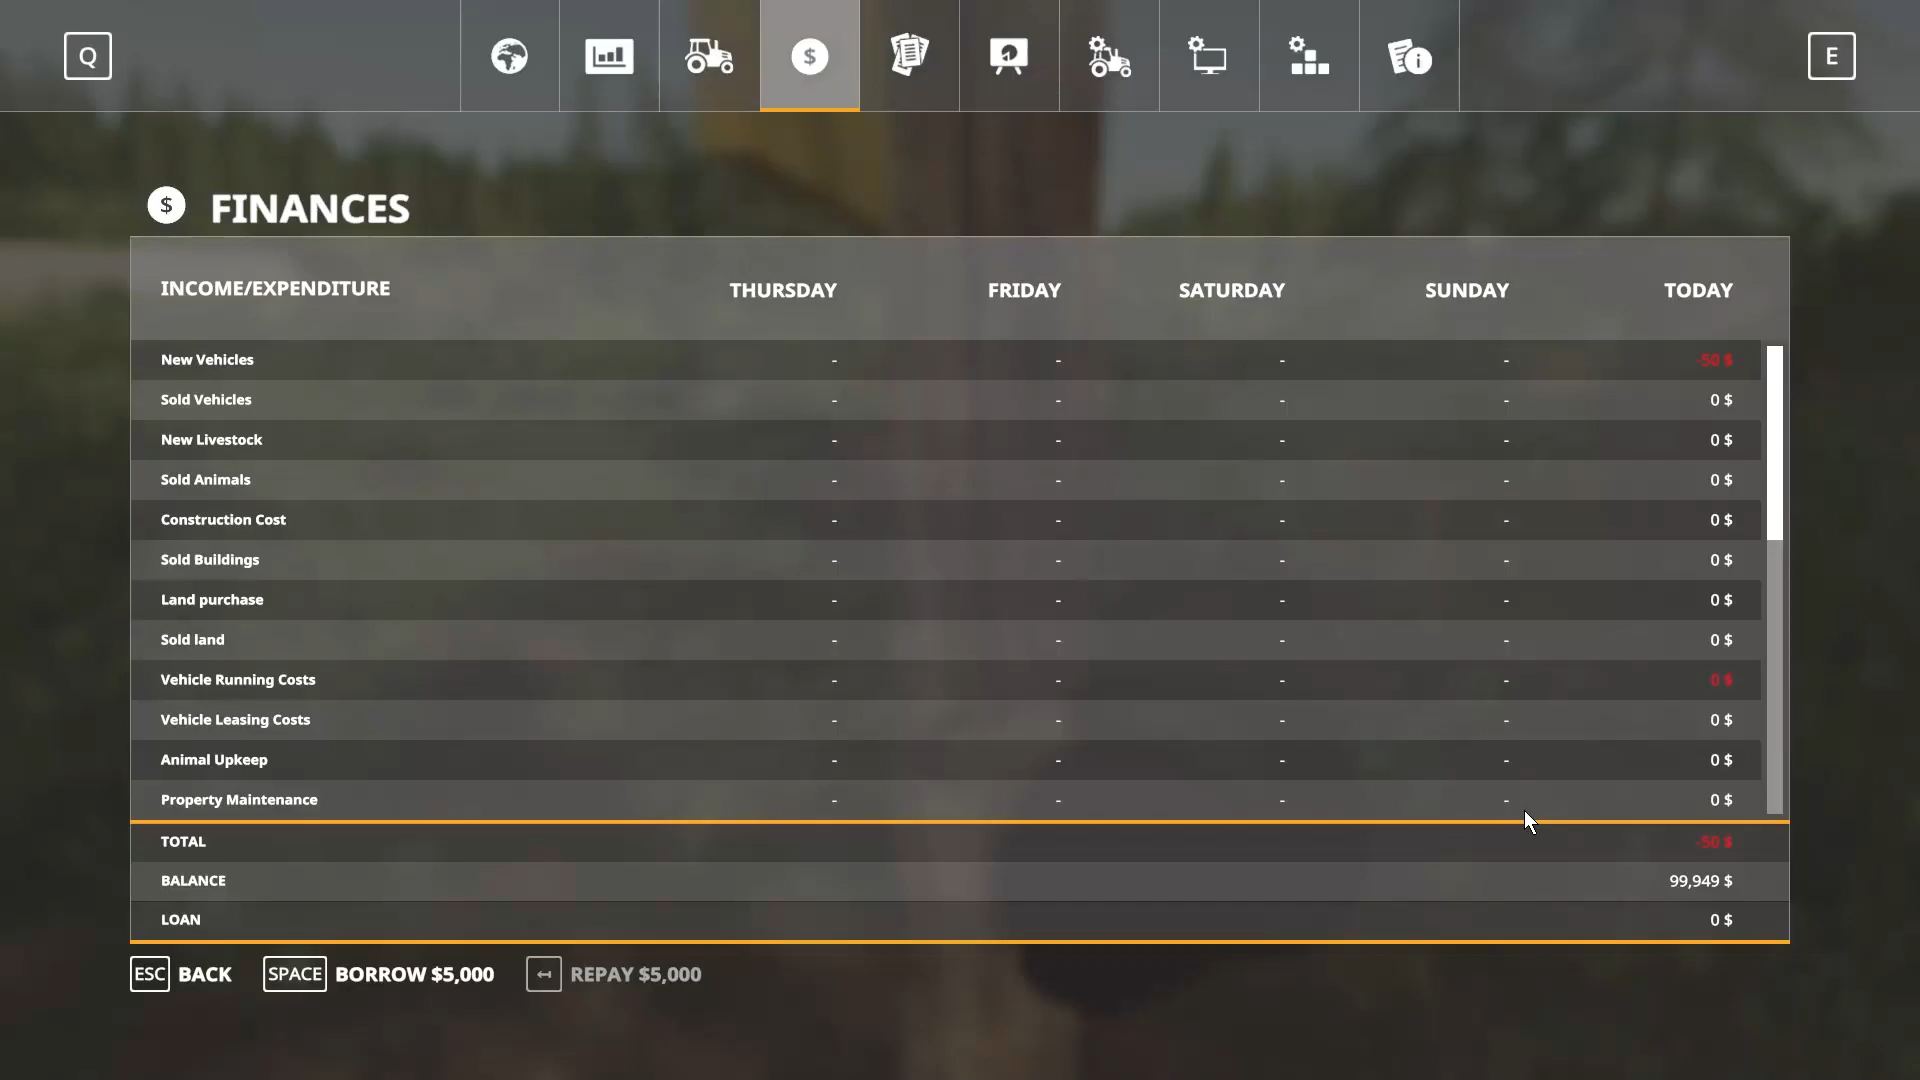 Q
$
E
$ FINANCES
INCOME/EXPENDITURE THURSDAY FRIDAY SATURDAY SUNDAY TODAY
New Vehicles - - - - -50 $
Sold Vehicles - - - - 0 $
New Livestock - - - - 0 $
Sold Animals - - - - 0 $
Construction Cost - - - - 0 $
Sold Buildings - - - - 0 $
Land purchase - - - - 0 $
Sold land - - - - 0 $
Vehicle Running Costs - - - - 0 $
Vehicle Leasing Costs - - - - 0 $
Animal Upkeep - - - - 0 $
Property Maintenance - - - - 0 $
TOTAL -50 $
BALANCE 99,949 $
LOAN 0 $
ESC BACK SPACE BORROW $5,000 REPAY $5,000